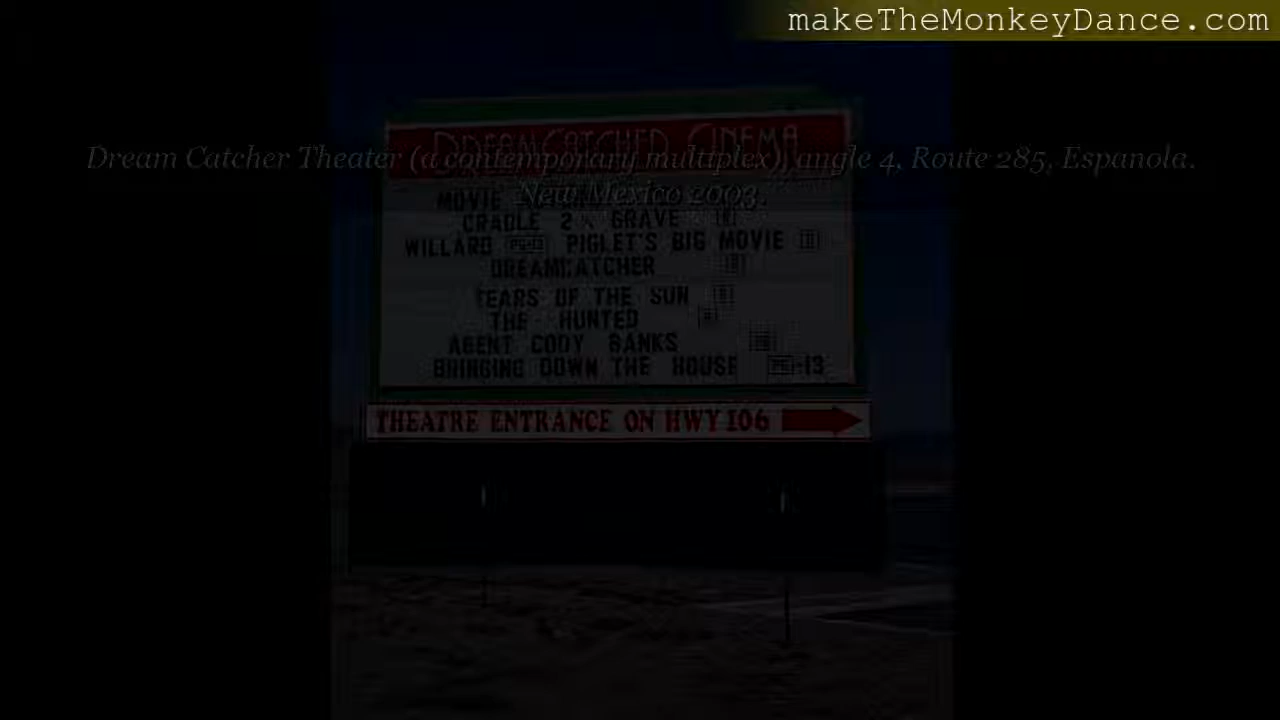 makeTheMonkeyDance.com
DREAMCATCHER CINEMA
Dream Catcher Theater (a contemporary multiplex), angle 4, Route 285, Espanola.
New Mexico 2003.
MOVIE
CRADLE 2 GRAVE R
WILLARD PG-13 PIGLET'S BIG MOVIE G
DREAMCATCHER R
TEARS OF THE SUN R
THE HUNTED R
AGENT CODY BANKS
BRINGING DOWN THE HOUSE PG-13
THEATRE ENTRANCE ON HWY 106